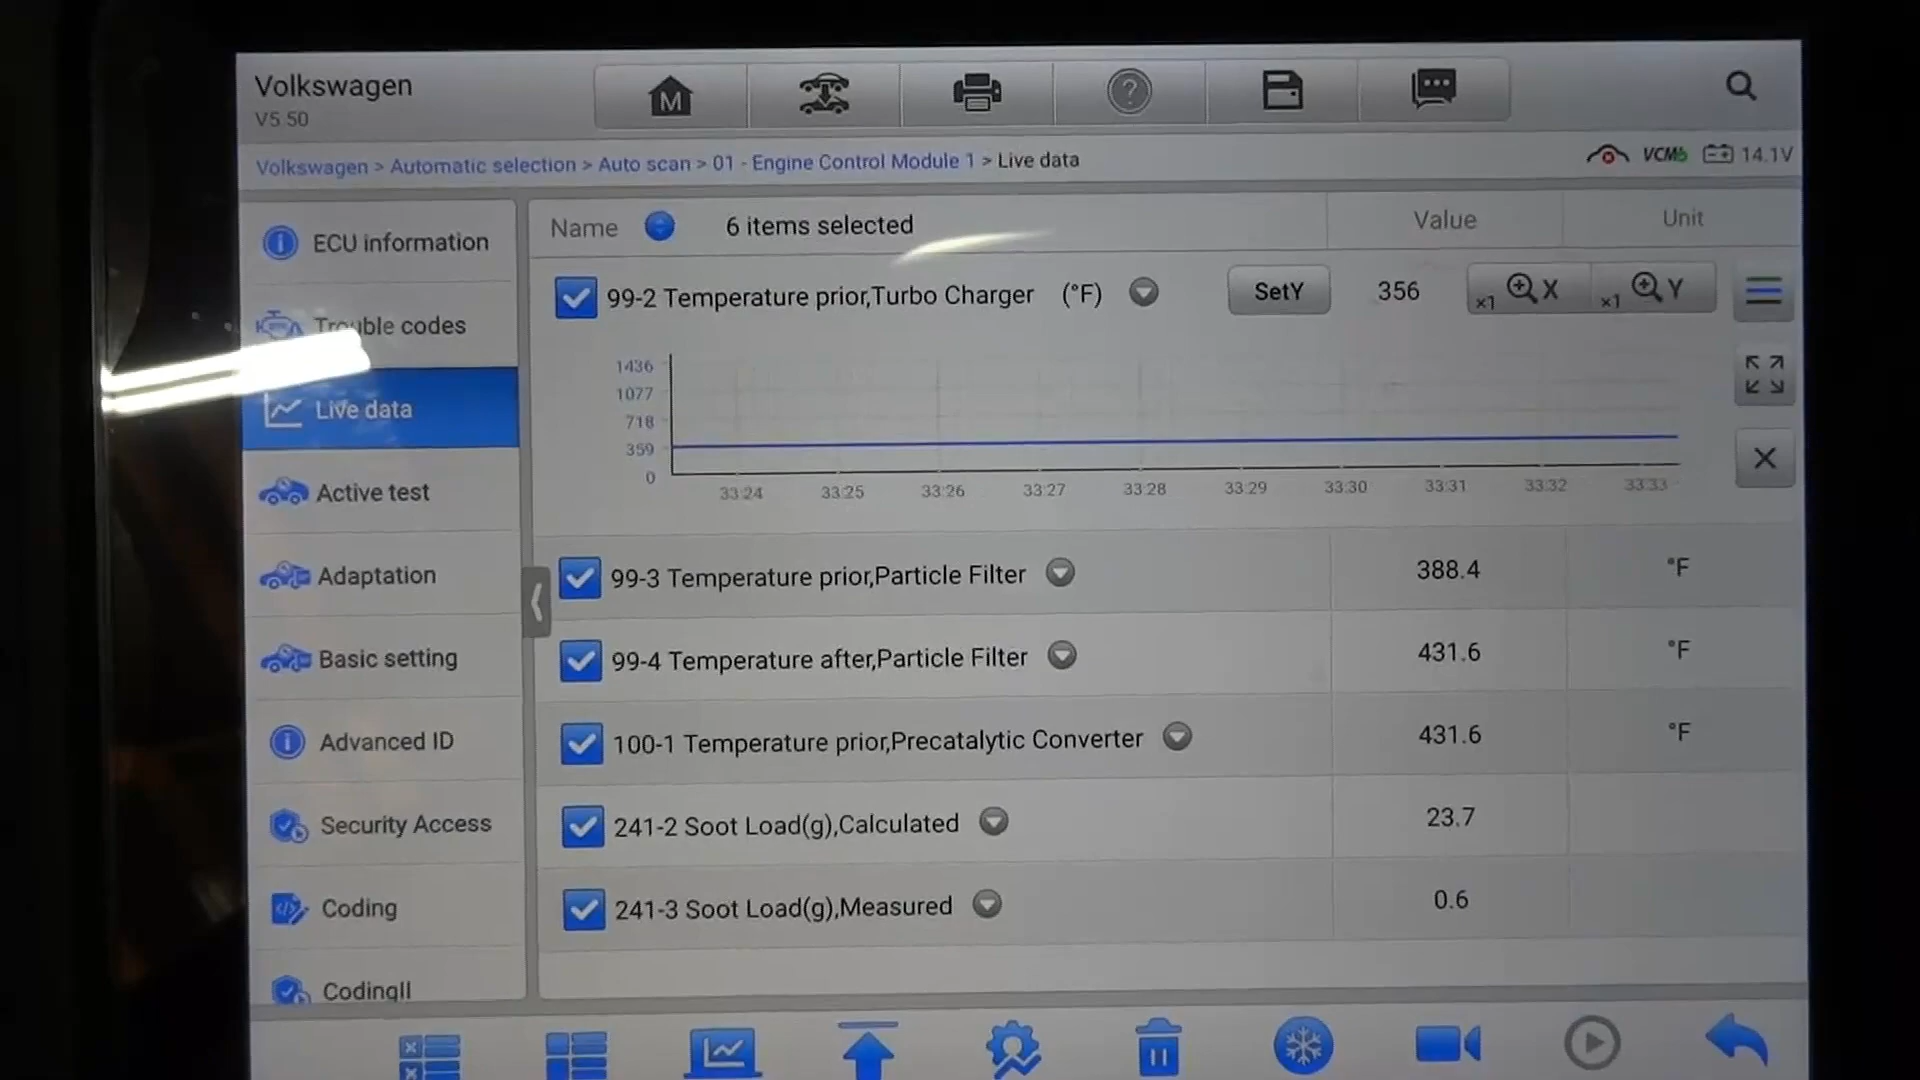 Volkswagen
V5.50
M
?
Volkswagen > Automatic selection > Auto scan > 01 - Engine Control Module 1 > Live data
VCM
14.1V
ECU information
Trouble codes
Live data
Active test
Adaptation
Basic setting
Advanced ID
Security Access
Coding
CodingII
Name 6 items selected Value Unit
99-2 Temperature prior,Turbo Charger (°F) SetY 356 x1 X x1 Y
1436
1077
718
359
0
33:24 33:25 33:26 33:27 33:28 33:29 33:30 33:31 33:32 33:33
99-3 Temperature prior,Particle Filter 388.4 °F
99-4 Temperature after,Particle Filter 431.6 °F
100-1 Temperature prior,Precatalytic Converter 431.6 °F
241-2 Soot Load(g),Calculated 23.7
241-3 Soot Load(g),Measured 0.6